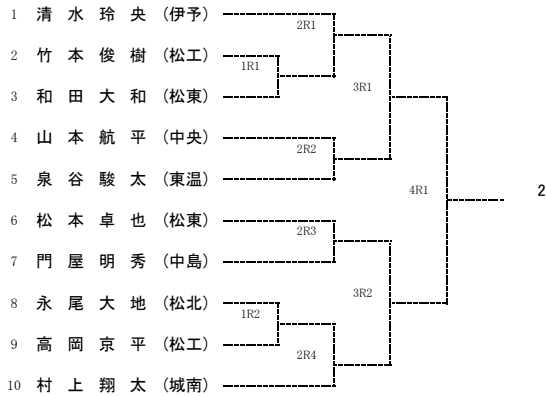 1 清水玲央（伊予）
2R1
2 竹本俊樹（松工）
1R1
3 和田大和（松東）
3R1
4 山本航平（中央）
2R2
5 泉谷駿太（東温）
4R1
2
6 松本卓也（松東）
2R3
7 門屋明秀（中島）
3R2
8 永尾大地（松北）
1R2
9 高岡京平（松工）
2R4
10 村上翔太（城南）